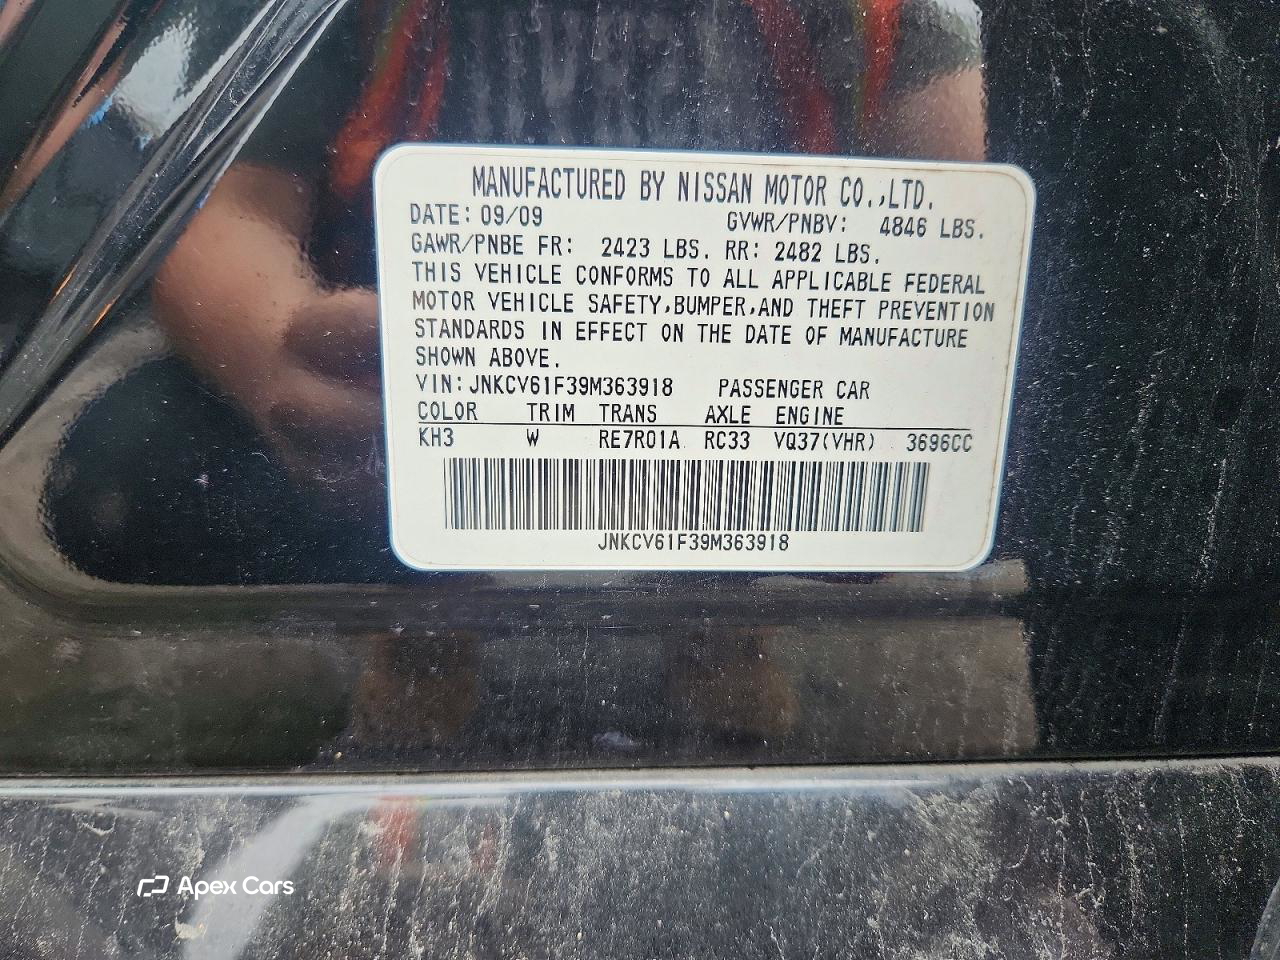 MANUFACTURED BY NISSAN MOTOR CO.,LTD.
DATE: 09/09 GVWR/PNBV: 4846 LBS.
GAWR/PNBE FR: 2423 LBS. RR: 2482 LBS.
THIS VEHICLE CONFORMS TO ALL APPLICABLE FEDERAL
MOTOR VEHICLE SAFETY,BUMPER,AND THEFT PREVENTION
STANDARDS IN EFFECT ON THE DATE OF MANUFACTURE
SHOWN ABOVE.
VIN: JNKCV61F39M363918 PASSENGER CAR
COLOR TRIM TRANS AXLE ENGINE
KH3 W RE7R01A RC33 VQ37(VHR) 3696CC
JNKCV61F39M363918
Apex Cars